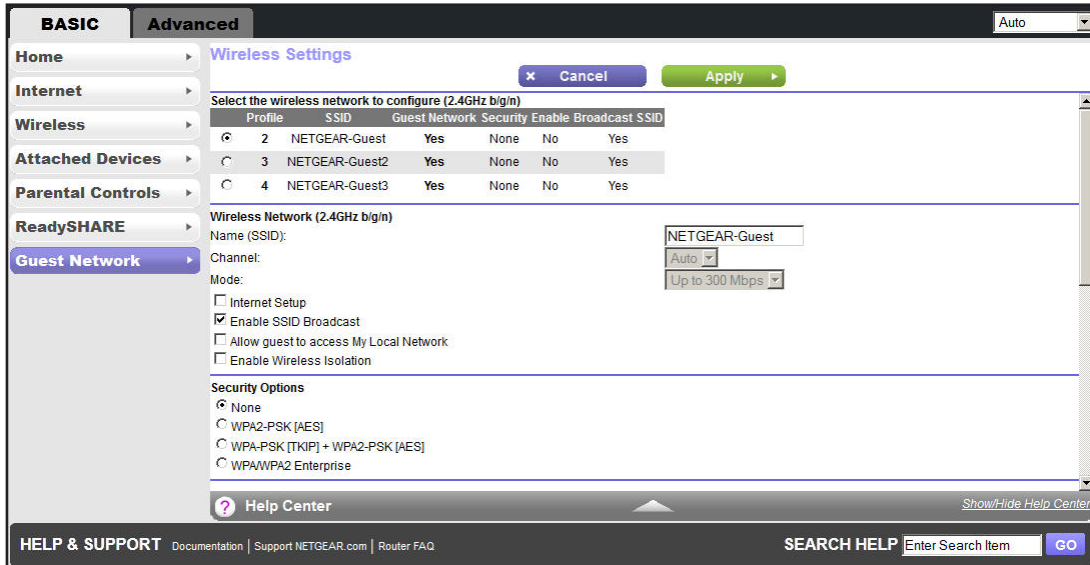 BASIC Advanced Auto
Home
Internet
Wireless
Attached Devices
Parental Controls
ReadySHARE
Guest Network
Wireless Settings
Cancel Apply
Select the wireless network to configure (2.4GHz b/g/n)
Profile SSID Guest Network Security Enable Broadcast SSID
2 NETGEAR-Guest Yes None No Yes
3 NETGEAR-Guest2 Yes None No Yes
4 NETGEAR-Guest3 Yes None No Yes
Wireless Network (2.4GHz b/g/n)
Name (SSID): NETGEAR-Guest
Channel: Auto
Mode: Up to 300 Mbps
Internet Setup
Enable SSID Broadcast
Allow guest to access My Local Network
Enable Wireless Isolation
Security Options
None
WPA2-PSK [AES]
WPA-PSK [TKIP] + WPA2-PSK [AES]
WPA/WPA2 Enterprise
? Help Center Show/Hide Help Center
HELP & SUPPORT Documentation | Support NETGEAR.com | Router FAQ SEARCH HELP Enter Search Item GO